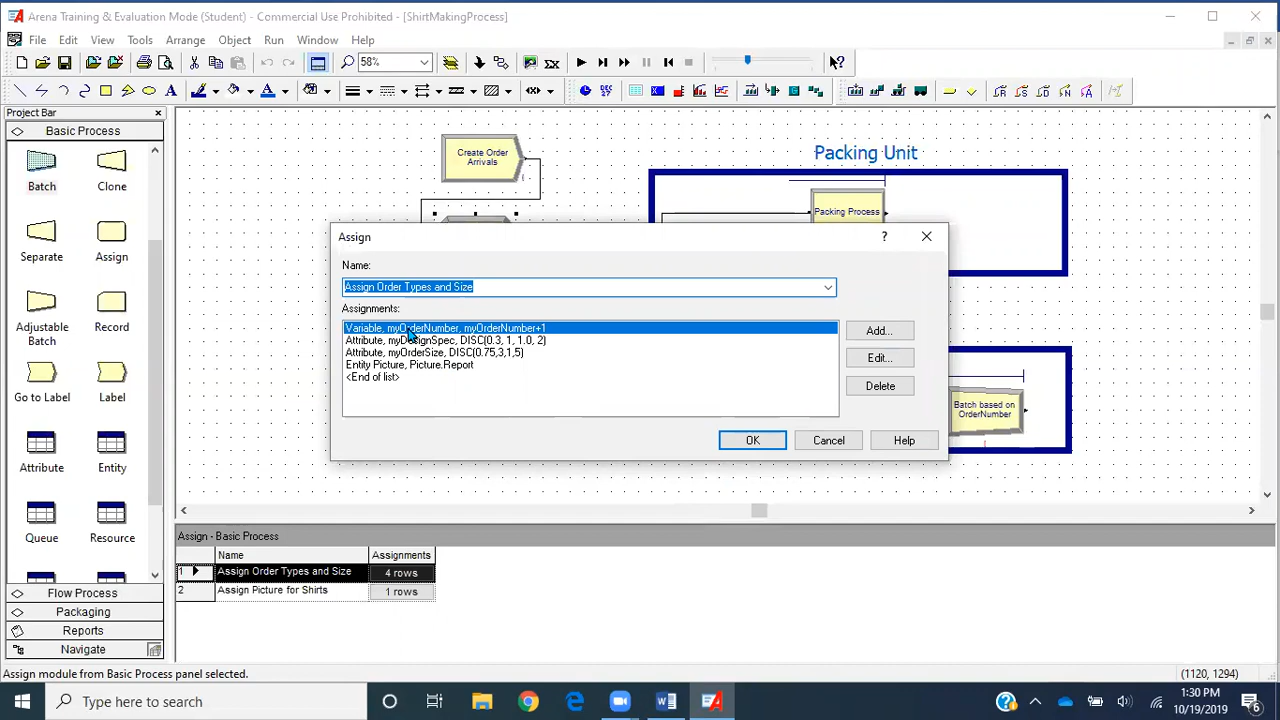 Arena Training & Evaluation Mode (Student) - Commercial Use Prohibited - [ShirtMakingProcess]
File Edit View Tools Arrange Object Run Window Help
58%
Project Bar
Basic Process
Batch
Clone
Separate
Assign
Adjustable Batch
Record
Go to Label
Label
Attribute
Entity
Queue
Resource
Flow Process
Packaging
Reports
Navigate
Create Order
Arrivals
Packing Unit
Packing Process
Assign
Name:
Assign Order Types and Size
Assignments:
Variable, myOrderNumber, myOrderNumber+1
Attribute, myDesignSpec, DISC(0.3, 1, 1.0, 2)
Attribute, myOrderSize, DISC(0.75,3,1,5)
Entity Picture, Picture.Report
<End of list>
Add...
Edit...
Delete
OK
Cancel
Help
Batch based on
OrderNumber
Assign - Basic Process
Name Assignments
1 Assign Order Types and Size 4 rows
2 Assign Picture for Shirts 1 rows
Assign module from Basic Process panel selected.
(1120, 1294)
Type here to search
1:30 PM
10/19/2019
6